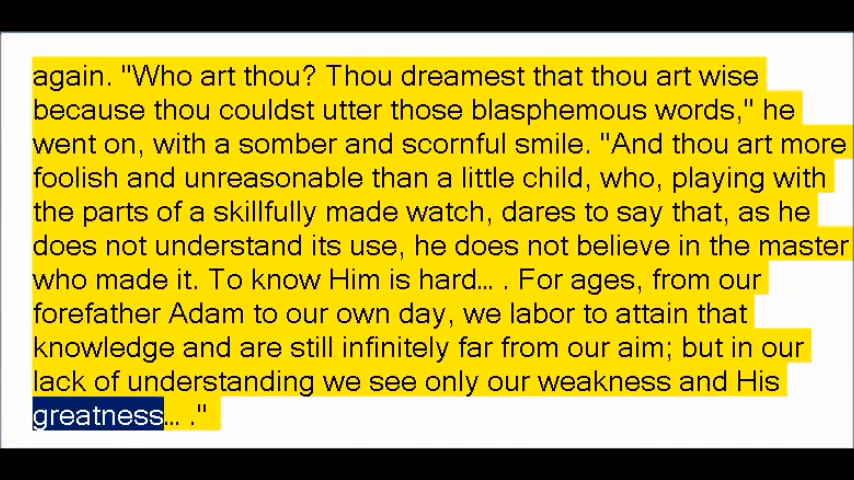 again. "Who art thou? Thou dreamest that thou art wise
because thou couldst utter those blasphemous words," he
went on, with a somber and scornful smile. "And thou art more
foolish and unreasonable than a little child, who, playing with
the parts of a skillfully made watch, dares to say that, as he
does not understand its use, he does not believe in the master
who made it. To know Him is hard... . For ages, from our
forefather Adam to our own day, we labor to attain that
knowledge and are still infinitely far from our aim; but in our
lack of understanding we see only our weakness and His
greatness... ."